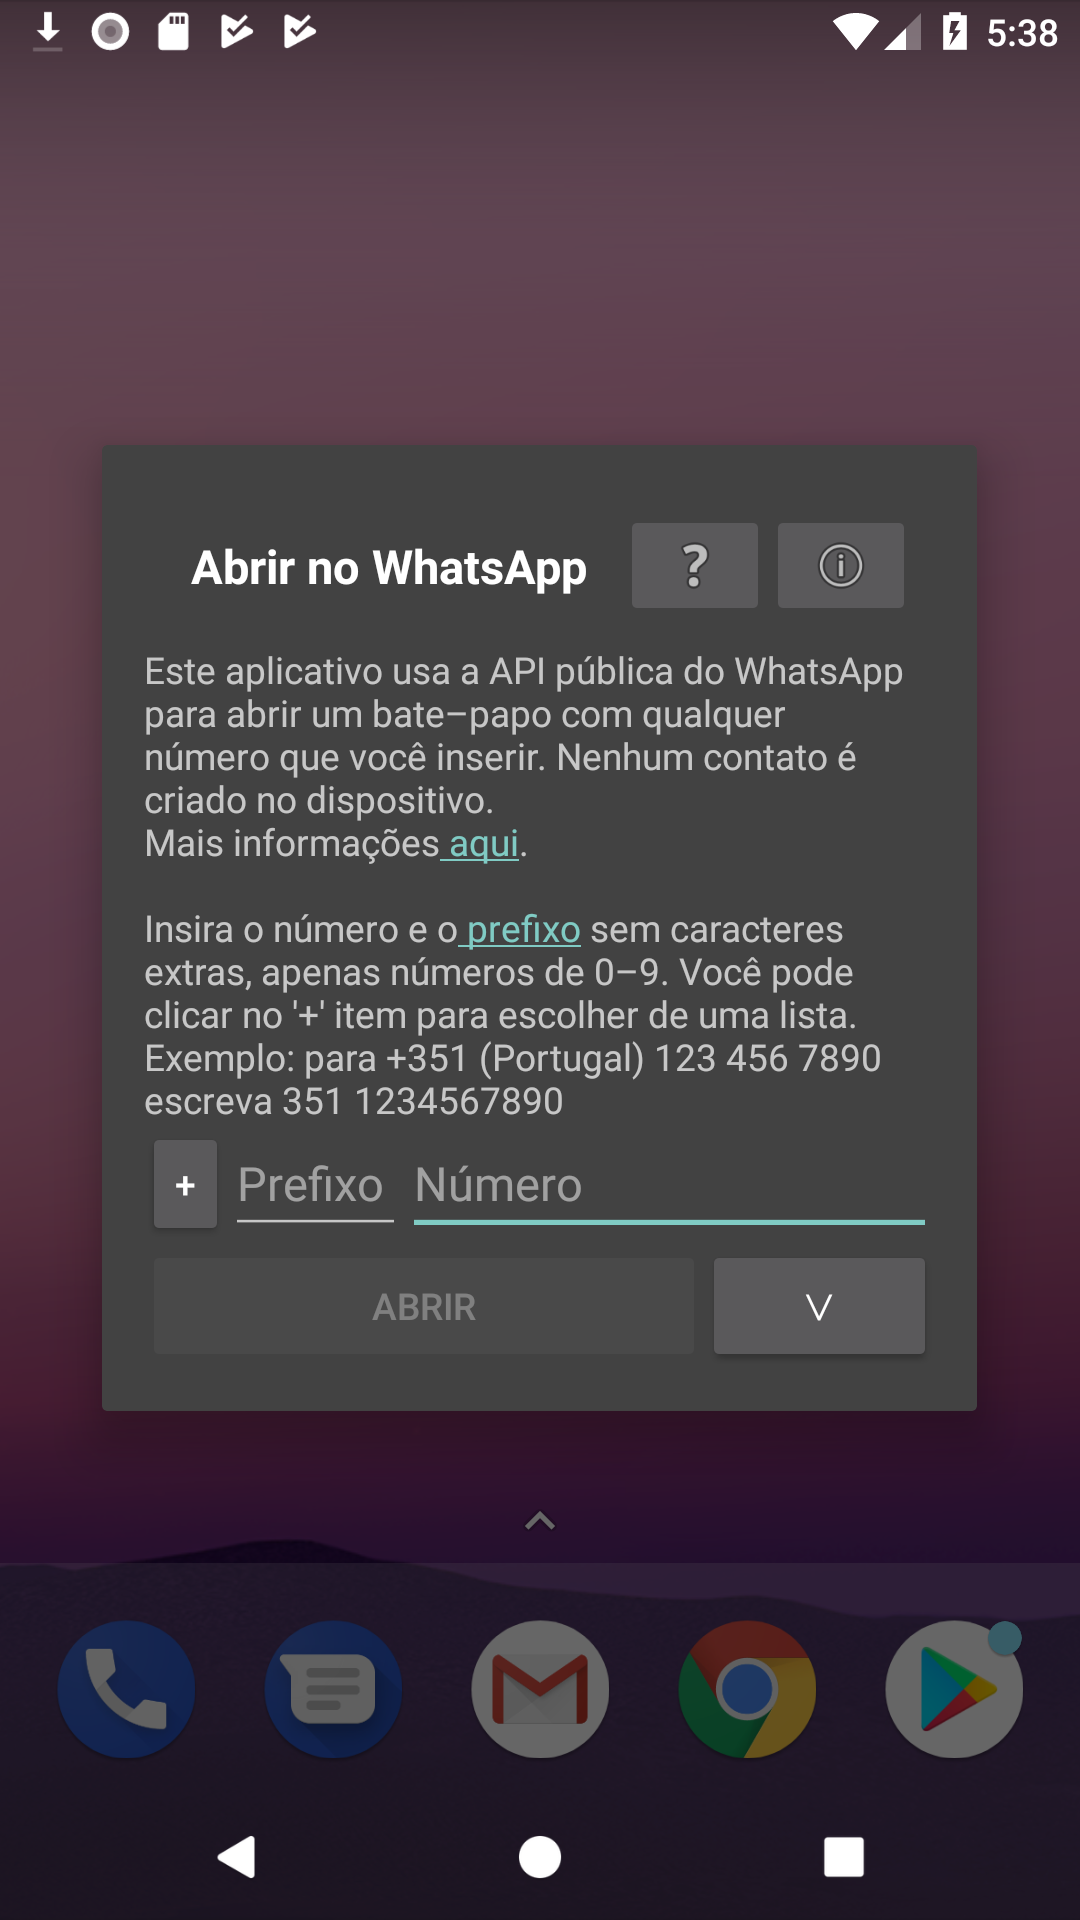 5:38
Abrir no WhatsApp
Este aplicativo usa a API pública do WhatsApp
para abrir um bate–papo com qualquer
número que você inserir. Nenhum contato é
criado no dispositivo.
Mais informações aqui.
Insira o número e o prefixo sem caracteres
extras, apenas números de 0–9. Você pode
clicar no '+' item para escolher de uma lista.
Exemplo: para +351 (Portugal) 123 456 7890
escreva 351 1234567890
+ Prefixo Número
ABRIR \/